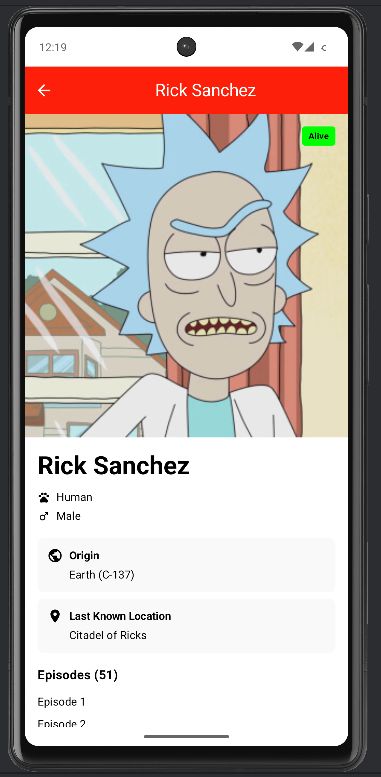 12:19
Rick Sanchez
Alive
Rick Sanchez
Human
Male
Origin
Earth (C-137)
Last Known Location
Citadel of Ricks
Episodes (51)
Episode 1
Episode 2